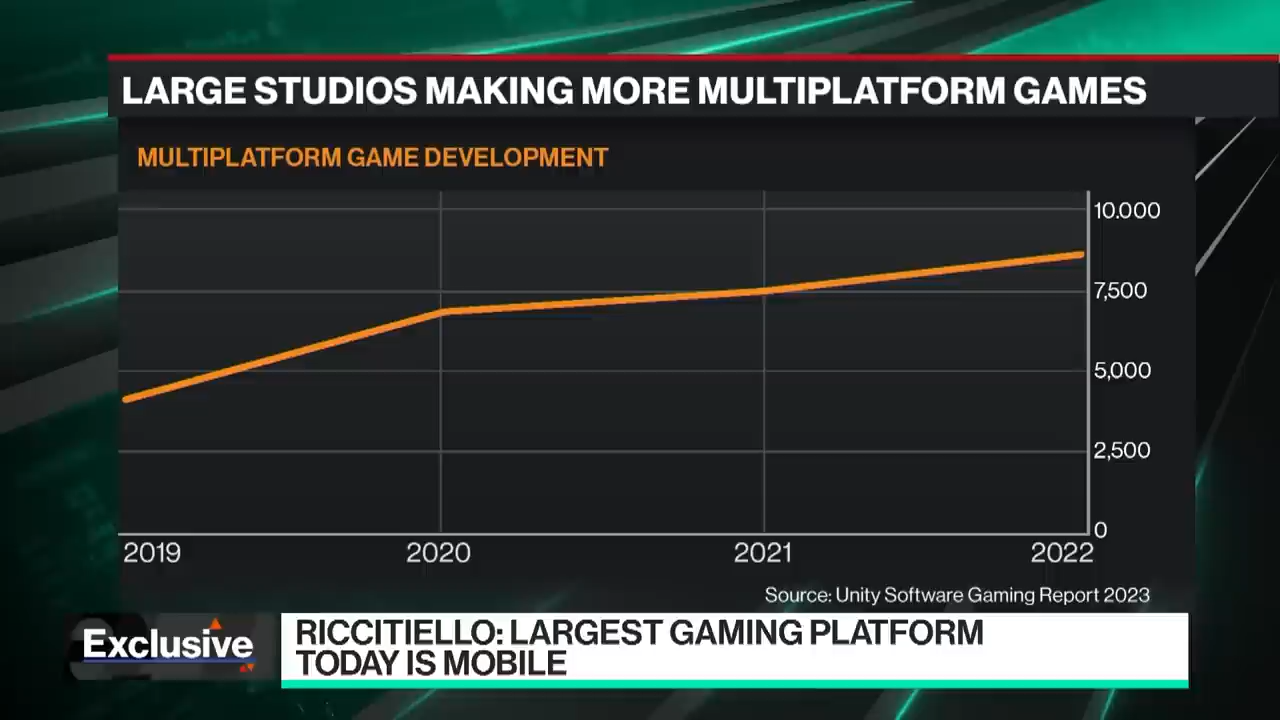 LARGE STUDIOS MAKING MORE MULTIPLATFORM GAMES
MULTIPLATFORM GAME DEVELOPMENT
10.000
7,500
5,000
2,500
0
2019 2020 2021 2022
Source: Unity Software Gaming Report 2023
Exclusive
RICCITIELLO: LARGEST GAMING PLATFORM
TODAY IS MOBILE